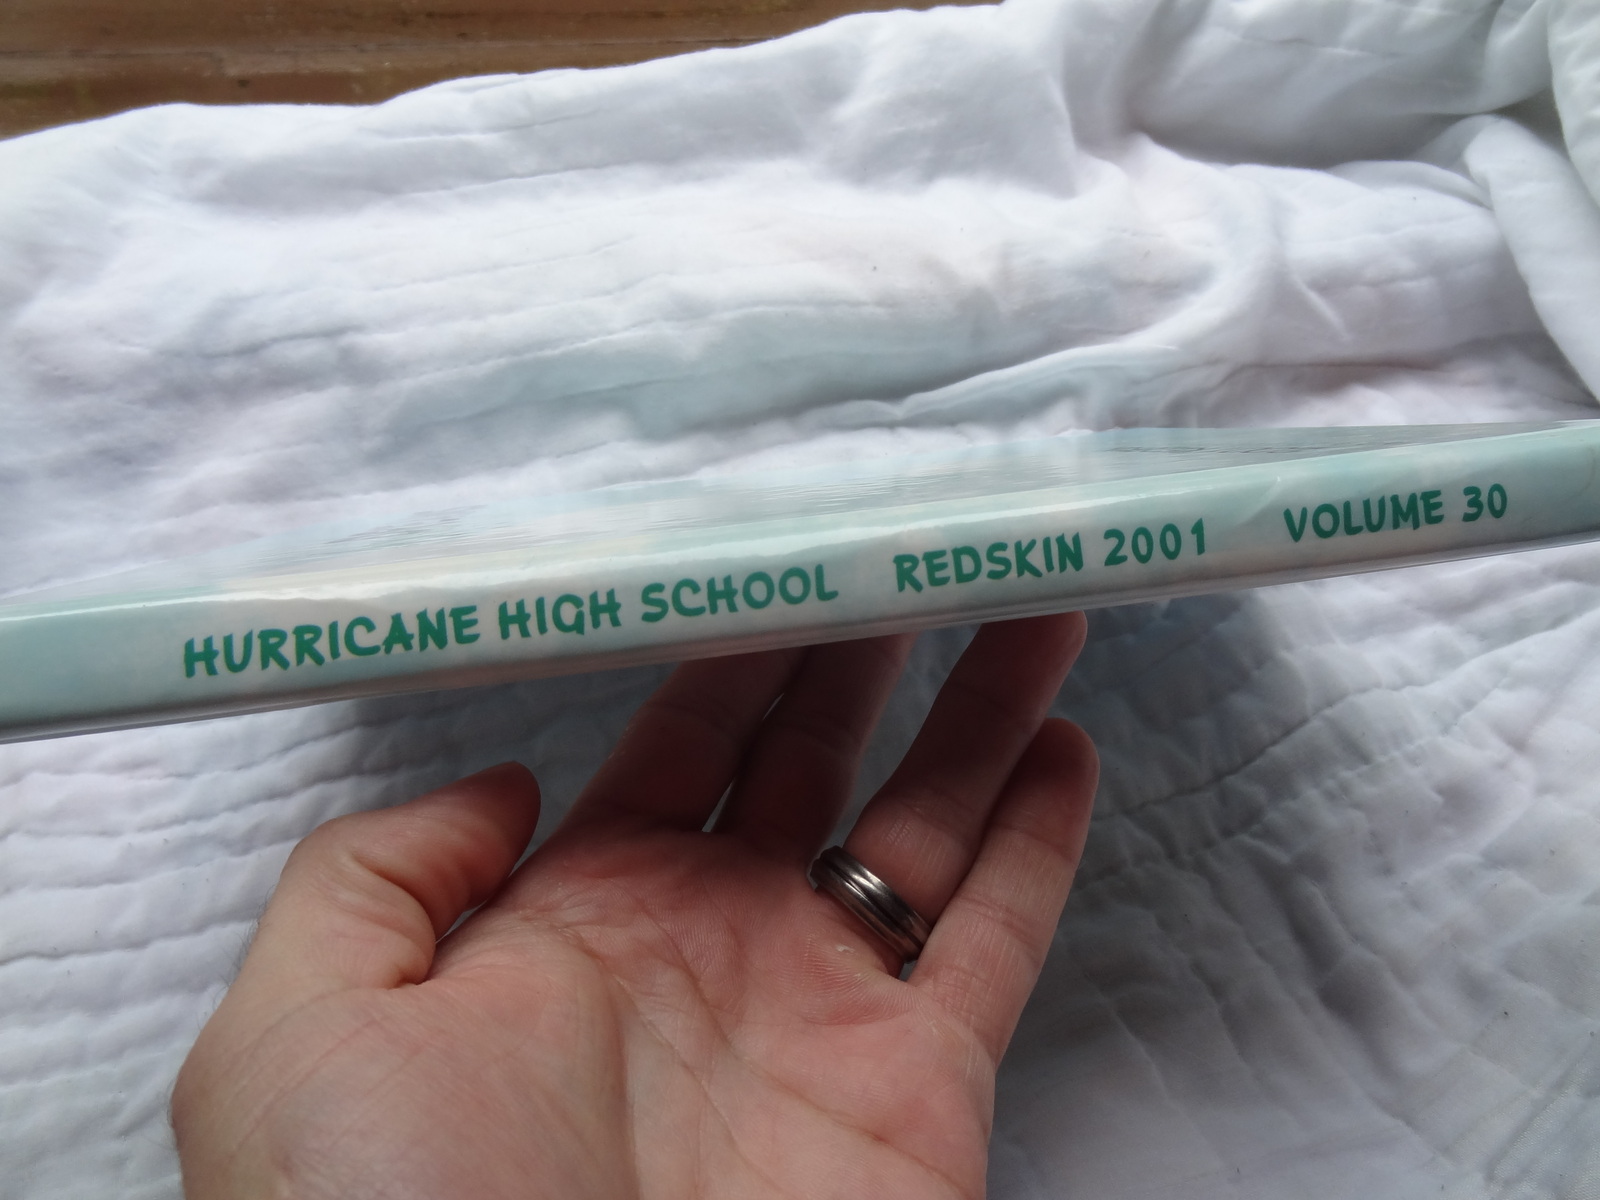 HURRICANE HIGH SCHOOL REDSKIN 2001 VOLUME 30